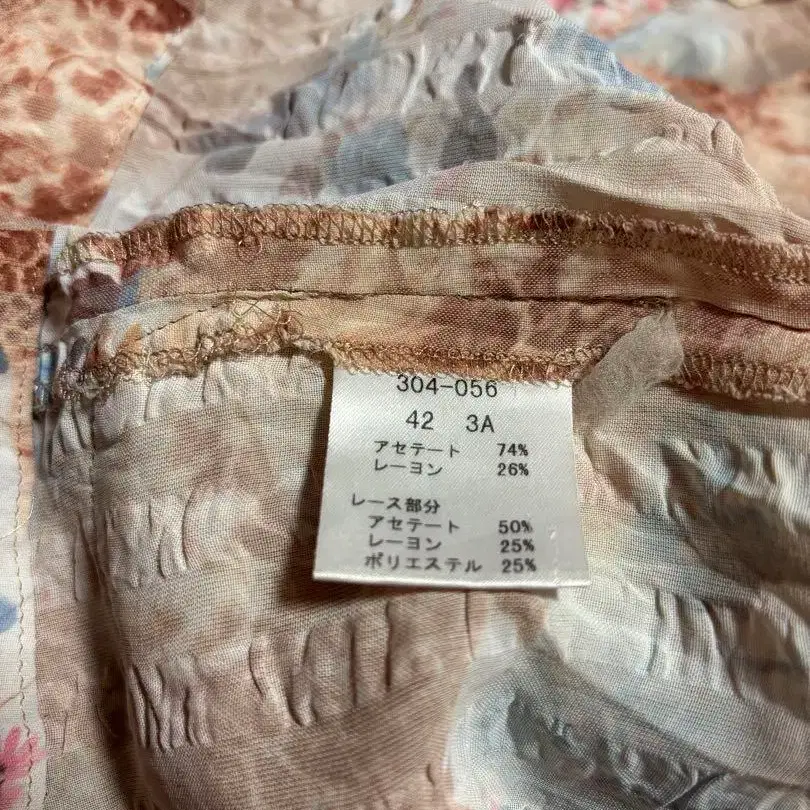 304-056
42 3A
アセテート 74%
レーヨン 26%
レース部分
アセテート 50%
レーヨン 25%
ポリエステル 25%